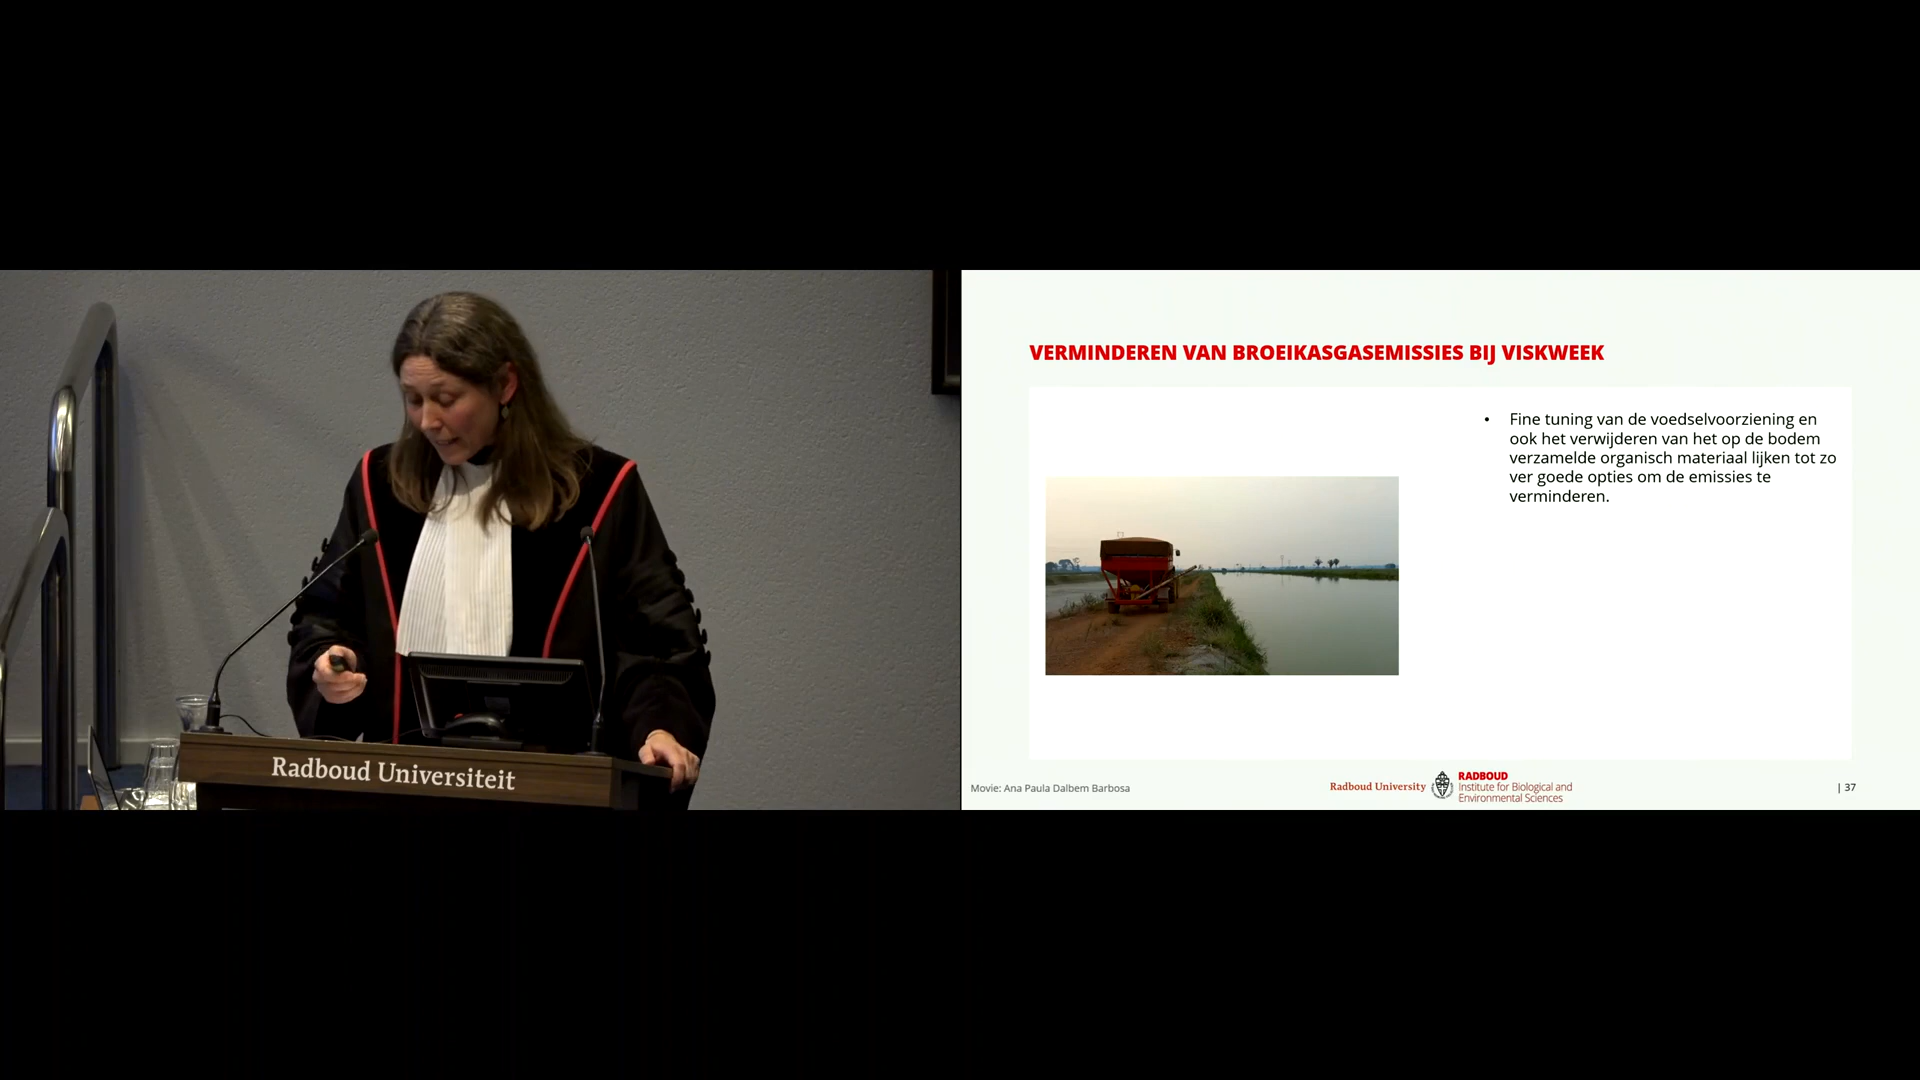 Radboud Universiteit
VERMINDEREN VAN BROEIKASGASEMISSIES BIJ VISKWEEK
• Fine tuning van de voedselvoorziening en
ook het verwijderen van het op de bodem
verzamelde organisch materiaal lijken tot zo
ver goede opties om de emissies te
verminderen.
Movie: Ana Paula Dalbem Barbosa
Radboud University
RADBOUD
Institute for Biological and
Environmental Sciences
| 37